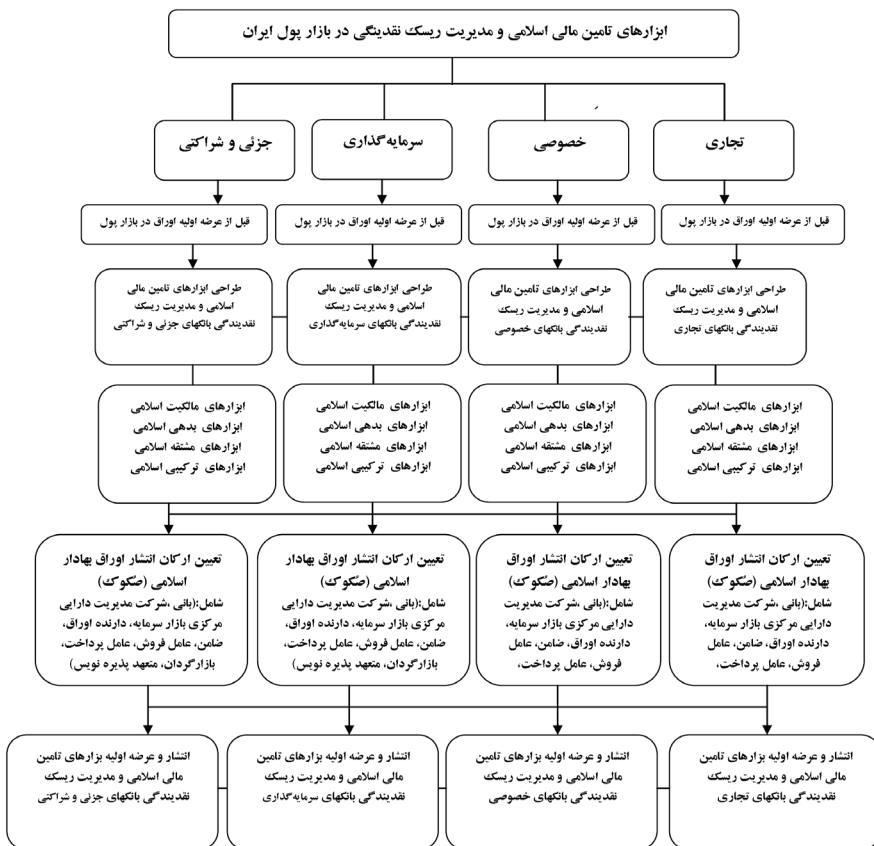 ابزارهای تامین مالی اسلامی و مدیریت ریسک نقدینگی در بازار پول ایران
تجاری
خصوصی
سرمایه‌گذاری
جزئی و شراکتی
قبل از عرضه اولیه اوراق در بازار پول
قبل از عرضه اولیه اوراق در بازار پول
قبل از عرضه اولیه اوراق در بازار پول
قبل از عرضه اولیه اوراق در بازار پول
طراحی ابزارهای تامین مالی
اسلامی و مدیریت ریسک
نقدیندگی بانکهای تجاری
طراحی ابزارهای تامین مالی
اسلامی و مدیریت ریسک
نقدیندگی بانکهای خصوصی
طراحی ابزارهای تامین مالی
اسلامی و مدیریت ریسک
نقدیندگی بانکهای سرمایه‌گذاری
طراحی ابزارهای تامین مالی
اسلامی و مدیریت ریسک
نقدیندگی بانکهای جزئی و شراکتی
ابزارهای مالکیت اسلامی
ابزارهای بدهی اسلامی
ابزارهای مشتقه اسلامی
ابزارهای ترکیبی اسلامی
ابزارهای مالکیت اسلامی
ابزارهای بدهی اسلامی
ابزارهای مشتقه اسلامی
ابزارهای ترکیبی اسلامی
ابزارهای مالکیت اسلامی
ابزارهای بدهی اسلامی
ابزارهای مشتقه اسلامی
ابزارهای ترکیبی اسلامی
ابزارهای مالکیت اسلامی
ابزارهای بدهی اسلامی
ابزارهای مشتقه اسلامی
ابزارهای ترکیبی اسلامی
تعیین ارکان انتشار اوراق
بهادار اسلامی (صُکوک)
شامل:(بانی ،شرکت مدیریت
دارایی مرکزی بازار سرمایه،
دارنده اوراق، ضامن، عامل
فروش، عامل پرداخت،
تعیین ارکان انتشار اوراق
بهادار اسلامی (صُکوک)
شامل:(بانی ،شرکت مدیریت
دارایی مرکزی بازار سرمایه،
دارنده اوراق، ضامن، عامل
فروش، عامل پرداخت،
تعیین ارکان انتشار اوراق بهادار
اسلامی (صُکوک)
شامل:(بانی ،شرکت مدیریت دارایی
مرکزی بازار سرمایه، دارنده اوراق،
ضامن، عامل فروش، عامل پرداخت،
بازارگردان، متعهد پذیره نویس)
تعیین ارکان انتشار اوراق بهادار
اسلامی (صُکوک)
شامل:(بانی ،شرکت مدیریت دارایی
مرکزی بازار سرمایه، دارنده اوراق،
ضامن، عامل فروش، عامل پرداخت،
بازارگردان، متعهد پذیره نویس)
انتشار و عرضه اولیه بزارهای تامین
مالی اسلامی و مدیریت ریسک
نقدیندگی بانکهای تجاری
انتشار و عرضه اولیه بزارهای تامین
مالی اسلامی و مدیریت ریسک
نقدیندگی بانکهای خصوصی
انتشار و عرضه اولیه بزارهای تامین
مالی اسلامی و مدیریت ریسک
نقدیندگی بانکهای سرمایه‌گذاری
انتشار و عرضه اولیه بزارهای تامین
مالی اسلامی و مدیریت ریسک
نقدیندگی بانکهای جزئی و شراکتی